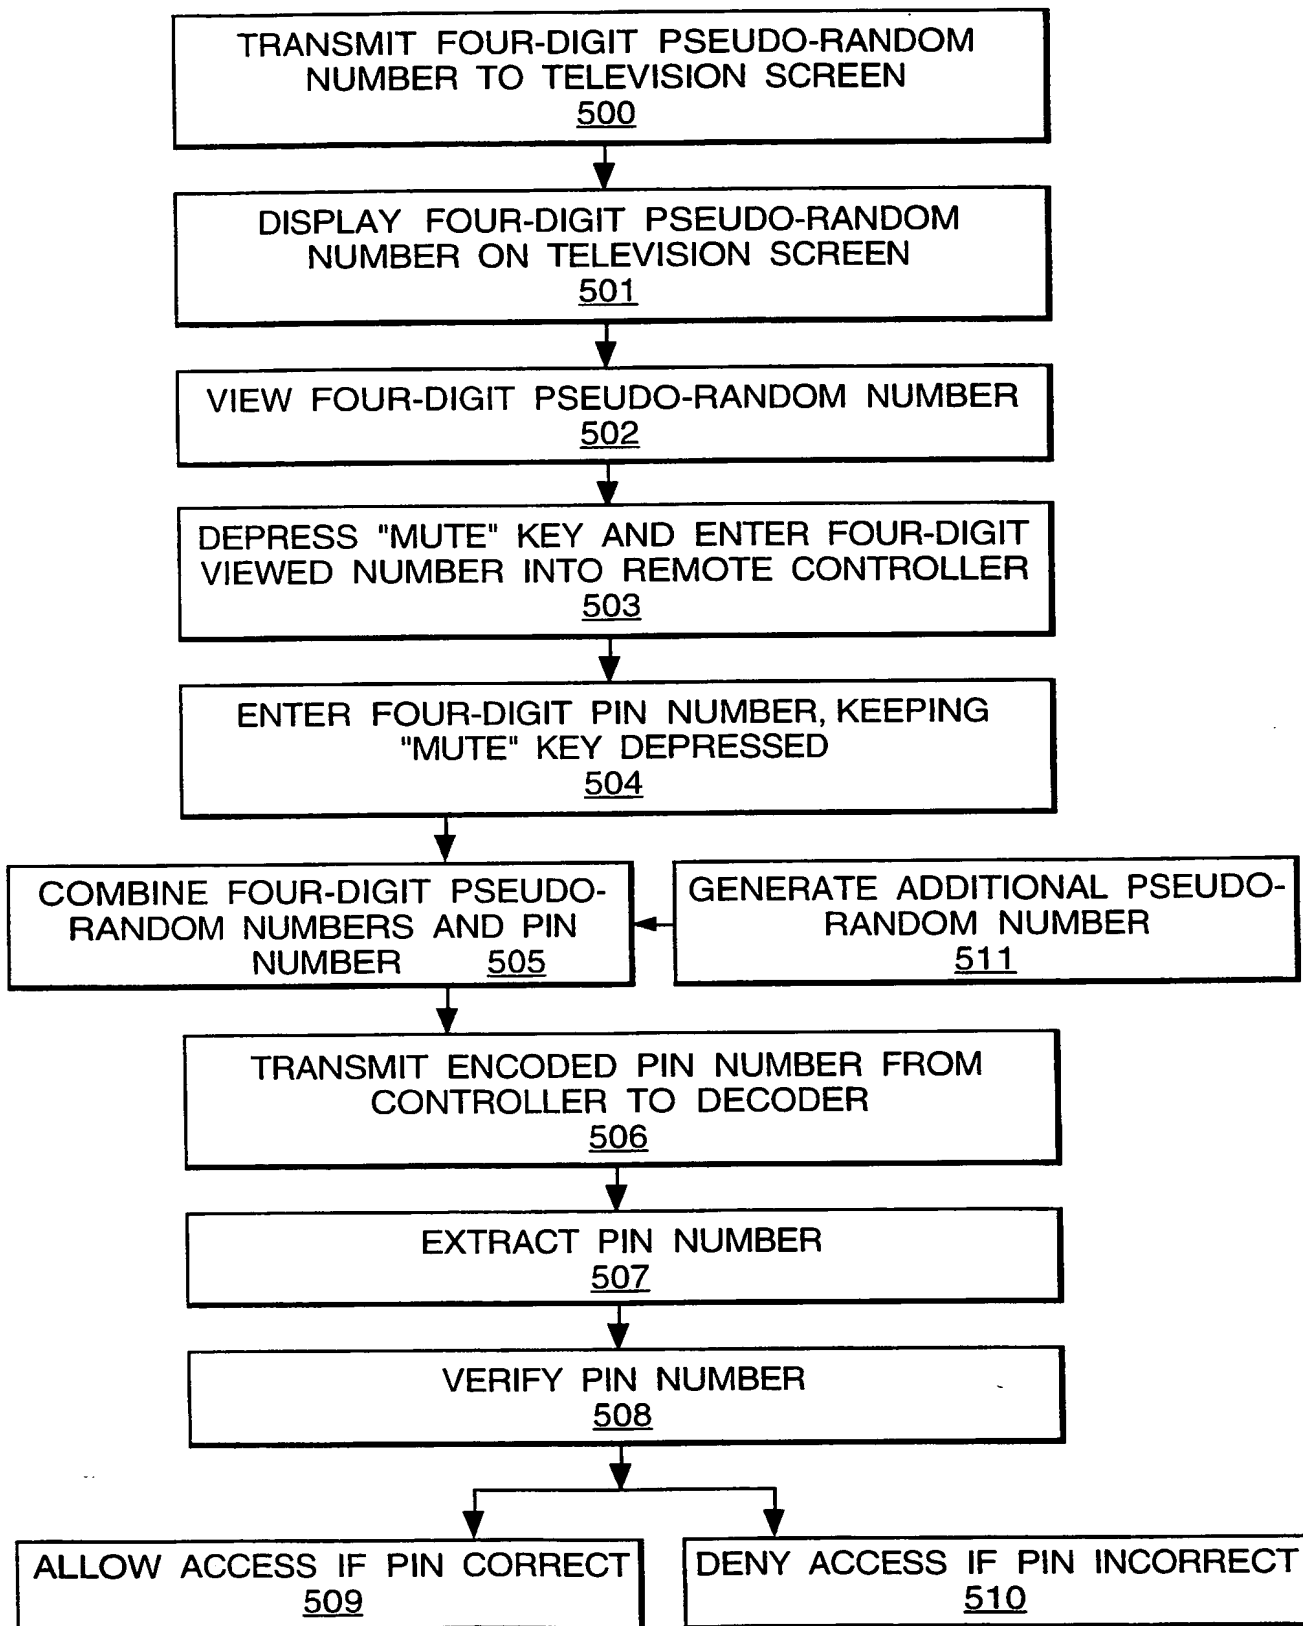 TRANSMIT FOUR-DIGIT PSEUDO-RANDOM
NUMBER TO TELEVISION SCREEN
500
DISPLAY FOUR-DIGIT PSEUDO-RANDOM
NUMBER ON TELEVISION SCREEN
501
VIEW FOUR-DIGIT PSEUDO-RANDOM NUMBER
502
DEPRESS "MUTE" KEY AND ENTER FOUR-DIGIT
VIEWED NUMBER INTO REMOTE CONTROLLER
503
ENTER FOUR-DIGIT PIN NUMBER, KEEPING
"MUTE" KEY DEPRESSED
504
COMBINE FOUR-DIGIT PSEUDO-
RANDOM NUMBERS AND PIN
NUMBER 505
GENERATE ADDITIONAL PSEUDO-
RANDOM NUMBER
511
TRANSMIT ENCODED PIN NUMBER FROM
CONTROLLER TO DECODER
506
EXTRACT PIN NUMBER
507
VERIFY PIN NUMBER
508
ALLOW ACCESS IF PIN CORRECT
509
DENY ACCESS IF PIN INCORRECT
510